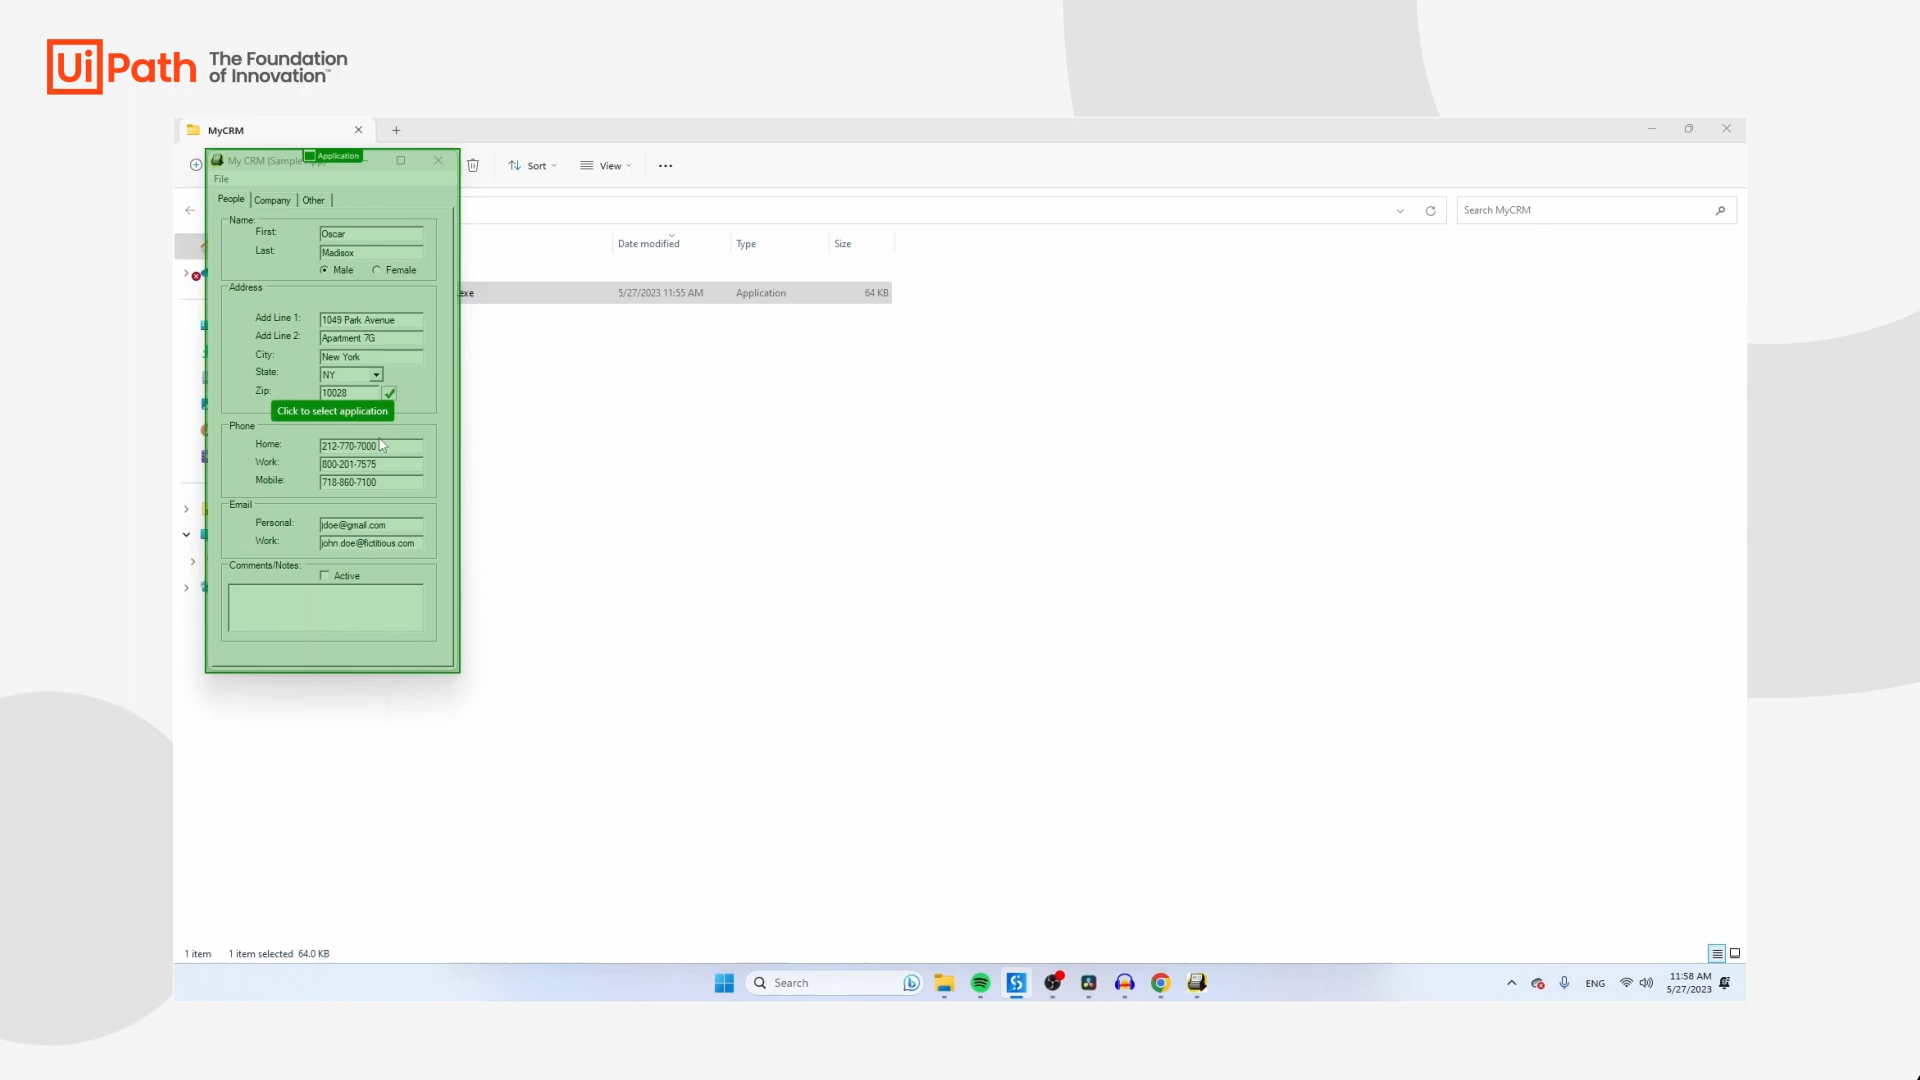 UiPath The Foundation
of Innovation™
MyCRM
My CRM (Sample
Application
Sort
View
File
People
Company
Other
Search MyCRM
Name:
First:
Oscar
Last:
Madisox
Male
Female
Date modified
Type
Size
exe
5/27/2023 11:55 AM
Application
64 KB
Address
Add Line 1:
1049 Park Avenue
Add Line 2:
Apartment 7G
City:
New York
State:
NY
Zip:
10028
Click to select application
Phone
Home:
212-770-7000
Work:
800-201-7575
Mobile:
718-860-7100
Email
Personal:
jdoe@gmail.com
Work:
john.doe@fictitious.com
Comments/Notes:
Active
1 item
1 item selected 64,0 KB
Search
ENG
11:58 AM
5/27/2023